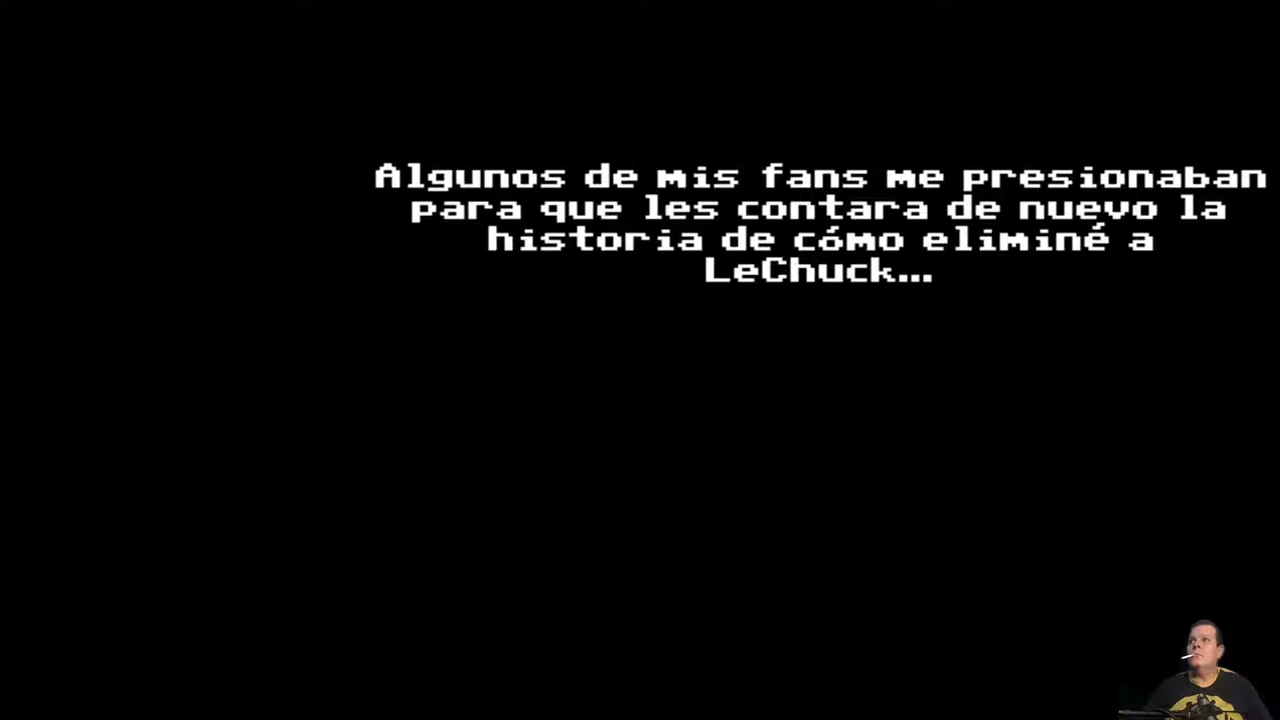 Algunos de mis fans me presionaban
para que les contara de nuevo la
historia de cómo eliminé a
LeChuck...